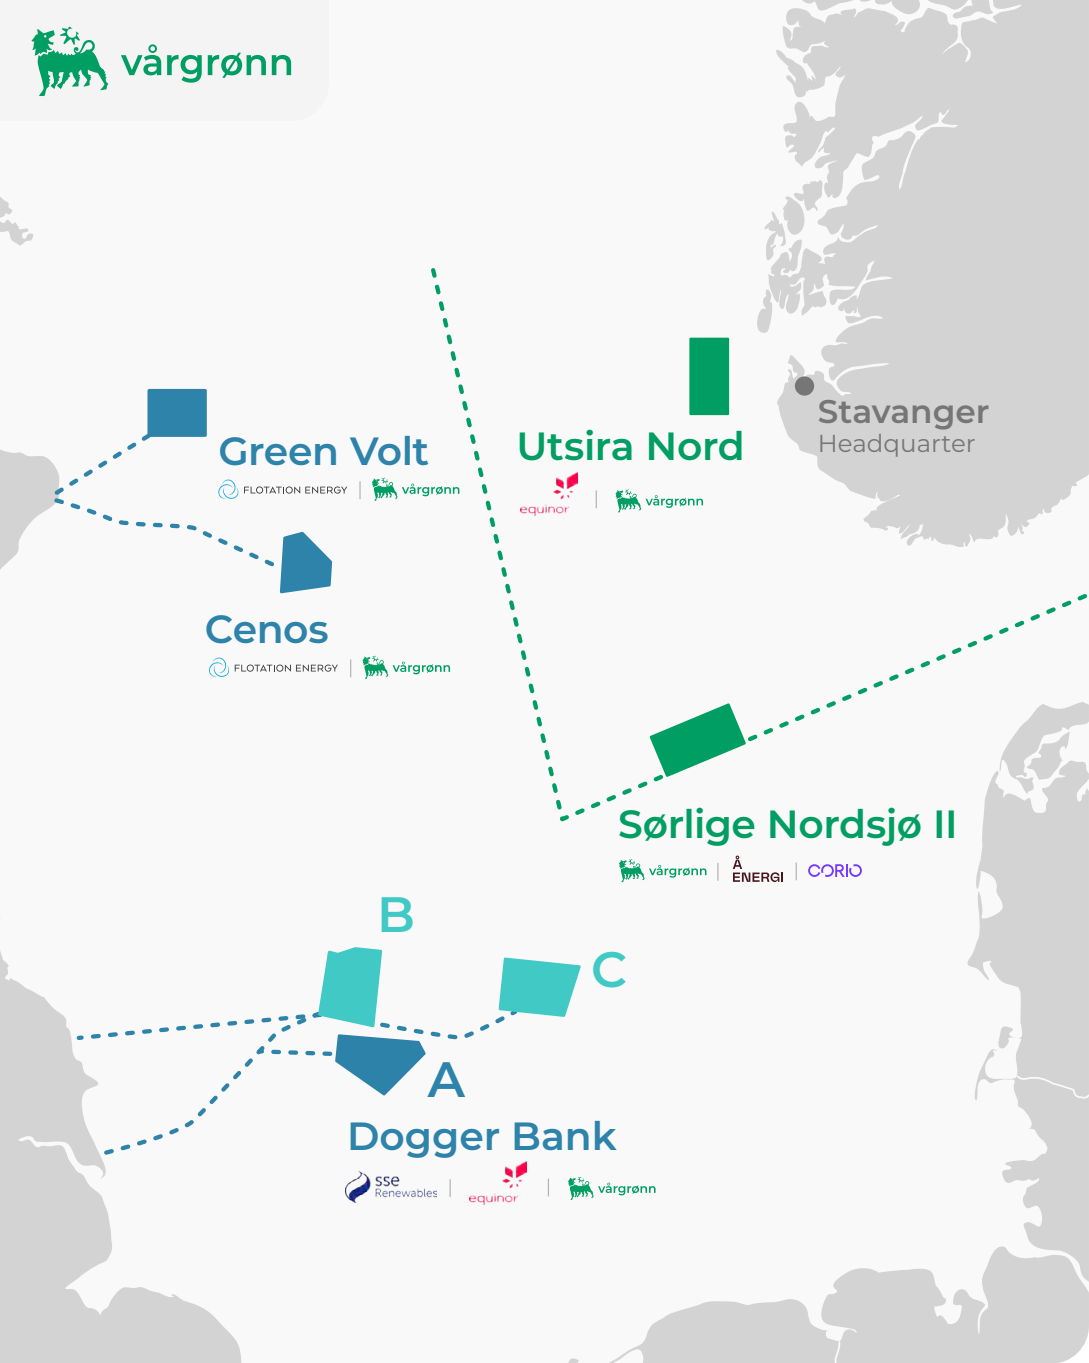 vårgrønn
Stavanger
Headquarter
Utsira Nord
equinor | vårgrønn
Green Volt
FLOTATION ENERGY | vårgrønn
Cenos
FLOTATION ENERGY | vårgrønn
Sørlige Nordsjø II
vårgrønn | Å ENERGI | CORIO
B
C
A
Dogger Bank
sse Renewables | equinor | vårgrønn